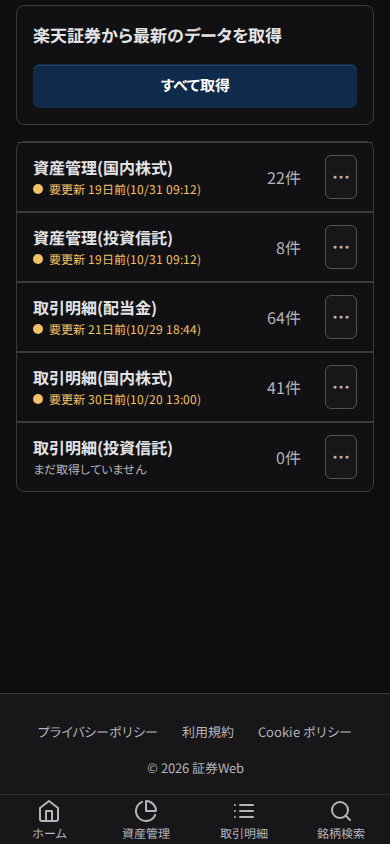 楽天証券から最新のデータを取得
すべて取得
資産管理(国内株式)
要更新 19日前(10/31 09:12)
22件
資産管理(投資信託)
要更新 19日前(10/31 09:12)
8件
取引明細(配当金)
要更新 21日前(10/29 18:44)
64件
取引明細(国内株式)
要更新 30日前(10/20 13:00)
41件
取引明細(投資信託)
まだ取得していません
0件
プライバシーポリシー 利用規約 Cookie ポリシー
© 2026 証券Web
ホーム 資産管理 取引明細 銘柄検索